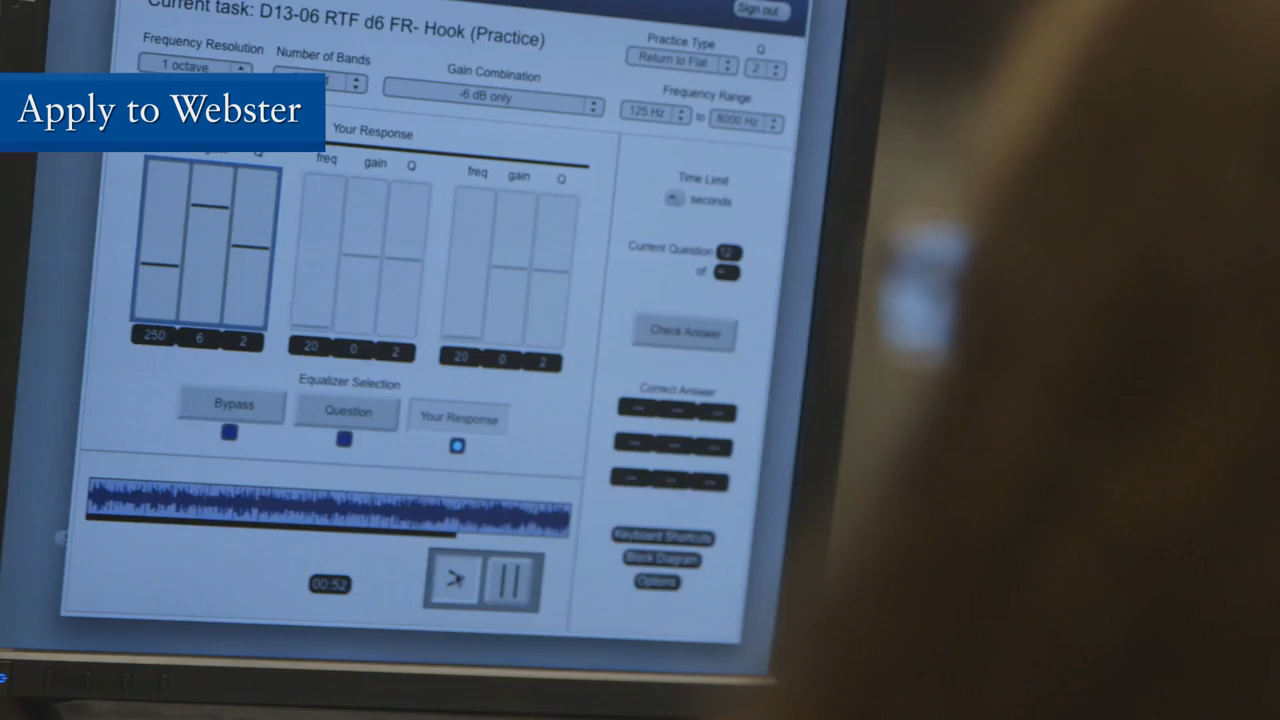 Current task: D13-06 RTF d6 FR- Hook (Practice)
Sign out
Frequency Resolution
Number of Bands
Gain Combination
Practice Type
Q
1 octave
-6 dB only
Return to Flat
2
Frequency Range
125 Hz to 8000 Hz
Apply to Webster
Your Response
Q
freq gain Q
freq gain Q
250 6 2
20 0 2
20 0 2
Time Limit
seconds
Current Question 12
of
Check Answer
Equalizer Selection
Bypass
Question
Your Response
Correct Answer
-- -- --
-- -- --
-- -- --
Keyboard Shortcuts
Block Diagram
Options
00:52